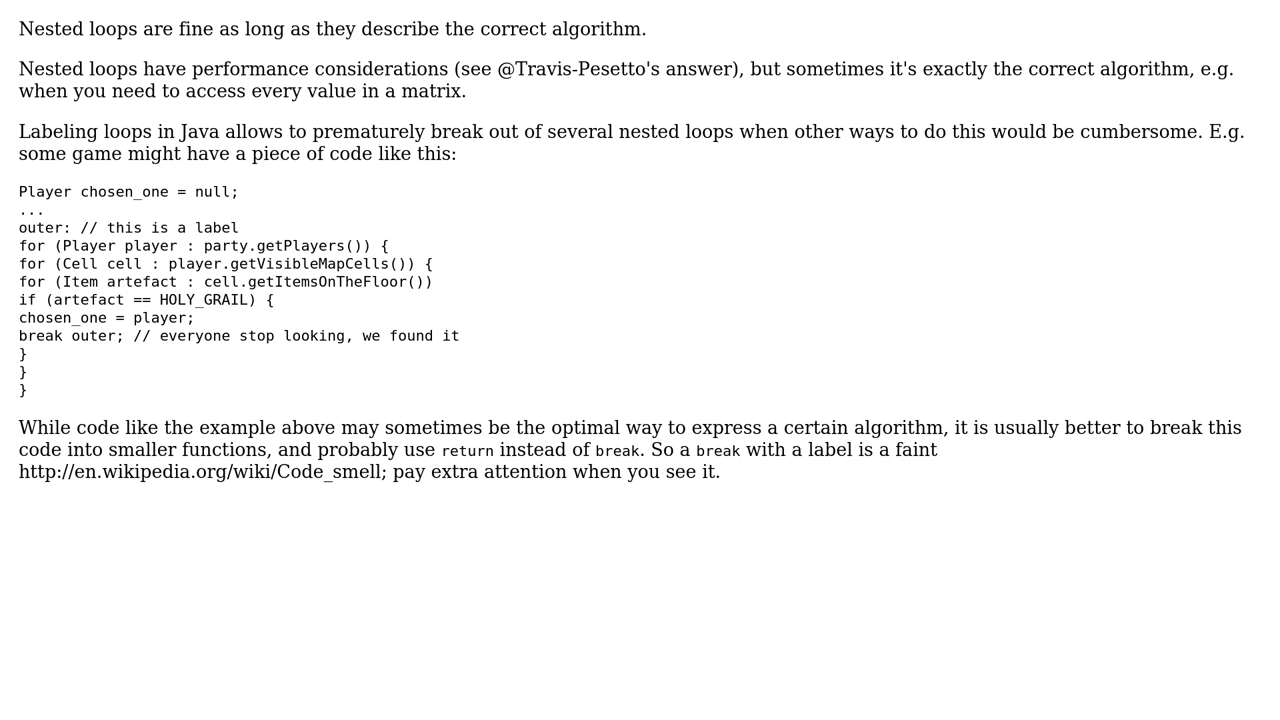 Nested loops are fine as long as they describe the correct algorithm.
Nested loops have performance considerations (see @Travis-Pesetto's answer), but sometimes it's exactly the correct algorithm, e.g.
when you need to access every value in a matrix.
Labeling loops in Java allows to prematurely break out of several nested loops when other ways to do this would be cumbersome. E.g.
some game might have a piece of code like this:
Player chosen_one = null;
...
outer: // this is a label
for (Player player : party.getPlayers()) {
for (Cell cell : player.getVisibleMapCells()) {
for (Item artefact : cell.getItemsOnTheFloor())
if (artefact == HOLY_GRAIL) {
chosen_one = player;
break outer; // everyone stop looking, we found it
}
}
}
While code like the example above may sometimes be the optimal way to express a certain algorithm, it is usually better to break this
code into smaller functions, and probably use return instead of break. So a break with a label is a faint
http://en.wikipedia.org/wiki/Code_smell; pay extra attention when you see it.